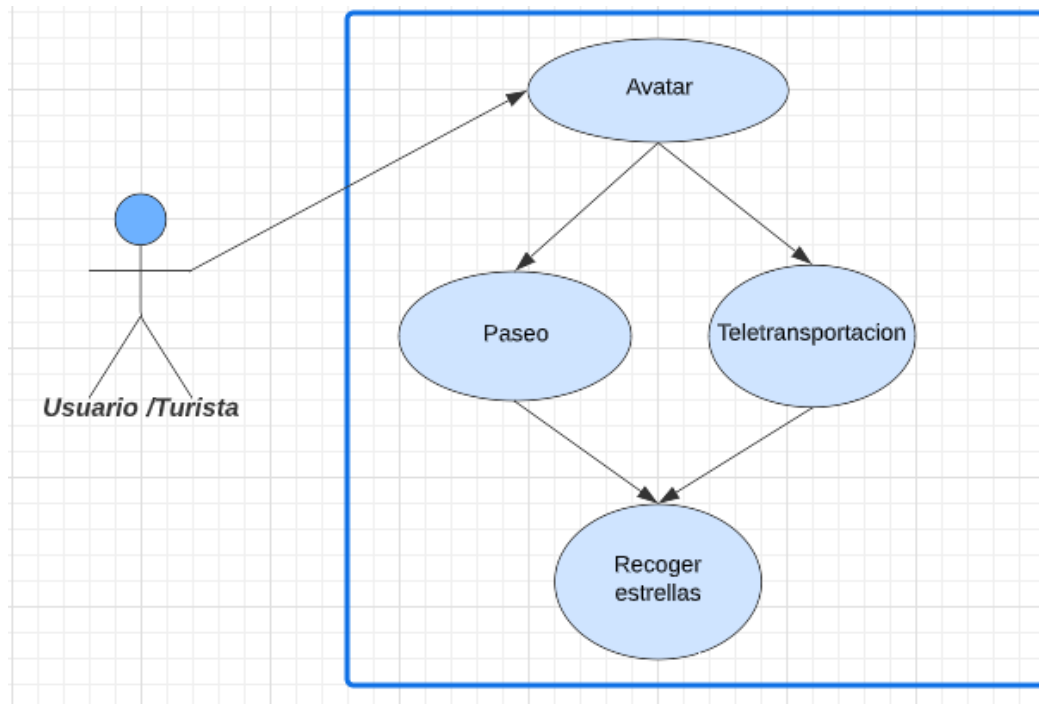 Avatar
Paseo
Teletransportacion
Usuario /Turista
Recoger
estrellas